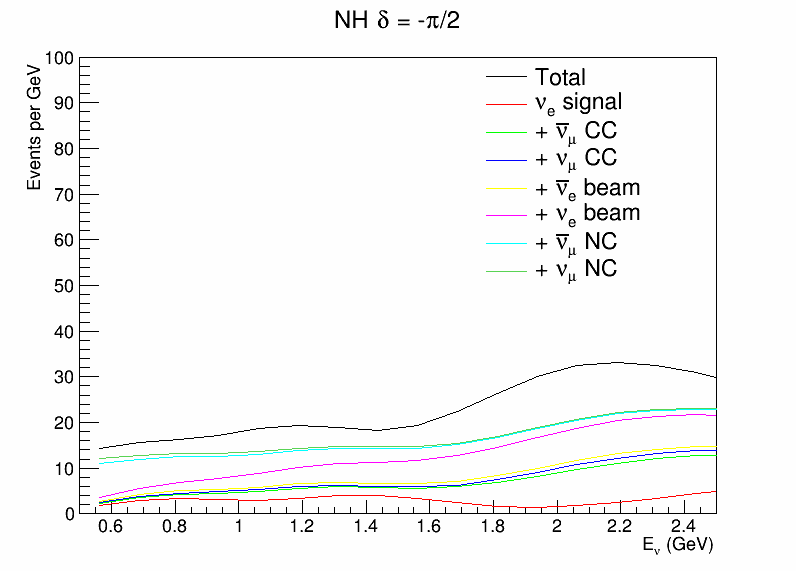 NH δ = -π/2
Events per GeV
100
90
80
70
60
50
40
30
20
10
0
Total
νe signal
+ ν̅μ CC
+ νμ CC
+ ν̅e beam
+ νe beam
+ ν̅μ NC
+ νμ NC
0.6 0.8 1 1.2 1.4 1.6 1.8 2 2.2 2.4
Eν (GeV)